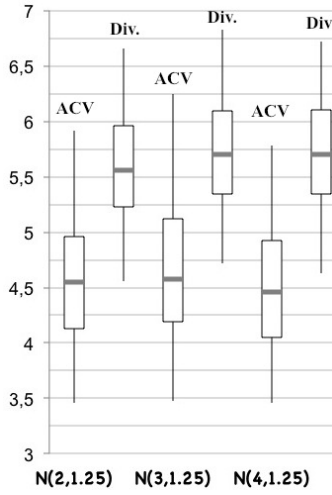 7
Div.
Div.
Div
6,5
ACV
ACV
ACV
6
5,5
5
4,5
4
3,5
3
N(2,1.25) N(3,1.25) N(4,1.25)